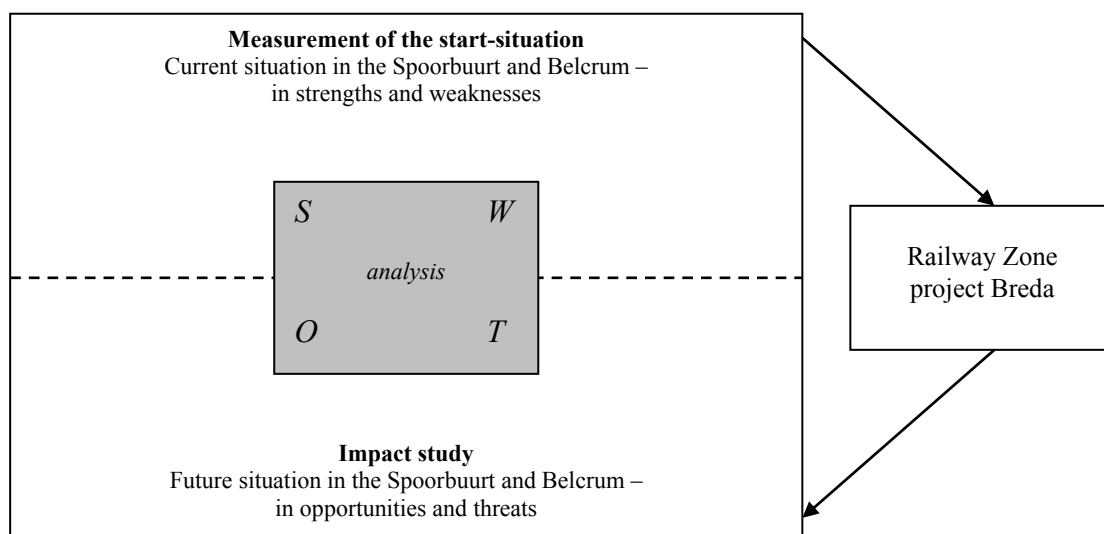 Measurement of the start-situation
Current situation in the Spoorbuurt and Belcrum –
in strengths and weaknesses
S W
analysis
O T
Railway Zone
project Breda
Impact study
Future situation in the Spoorbuurt and Belcrum –
in opportunities and threats